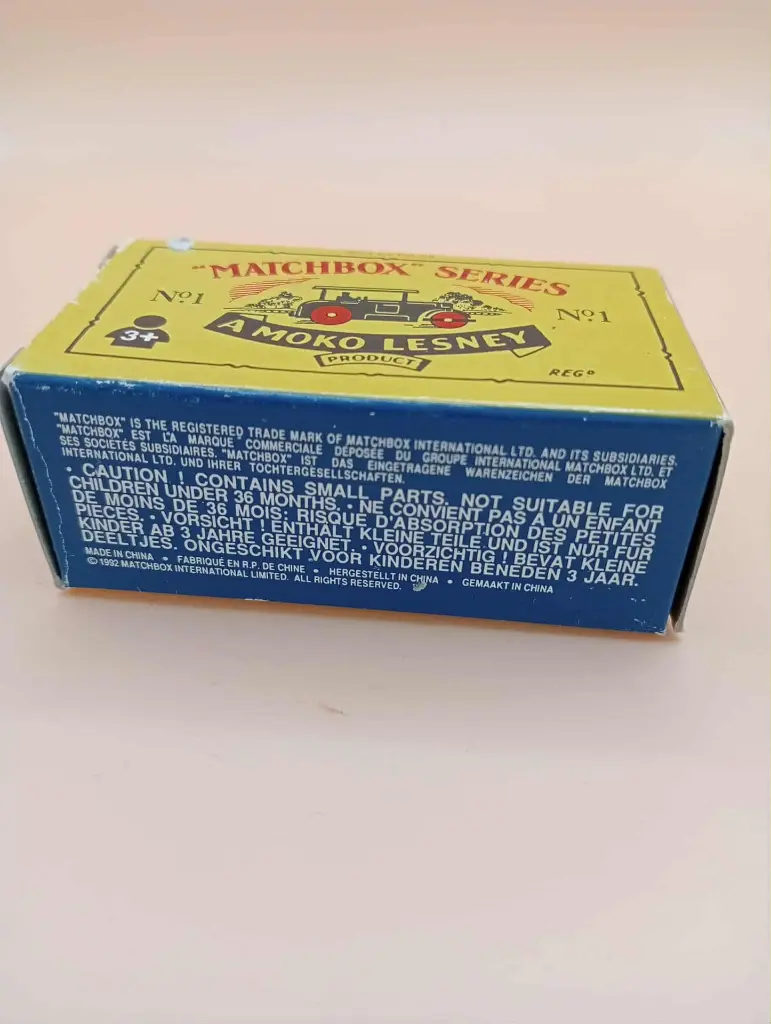 "MATCHBOX" SERIES
Nº1
Nº1
3+
A MOKO LESNEY
PRODUCT
REGD
"MATCHBOX" IS THE REGISTERED TRADE MARK OF MATCHBOX INTERNATIONAL LTD. AND ITS SUBSIDIARIES.
"MATCHBOX" EST LA MARQUE COMMERCIALE DEPOSEE DU GROUPE INTERNATIONAL MATCHBOX LTD. ET
SES SOCIETÉS SUBSIDIAIRES. "MATCHBOX" IST DAS EINGETRAGENE WARENZEICHEN DER MATCHBOX
INTERNATIONAL LTD. UND IHRER TOCHTERGESELLSCHAFTEN.
• CAUTION ! CONTAINS SMALL PARTS. NOT SUITABLE FOR
CHILDREN UNDER 36 MONTHS. • NE CONVIENT PAS À UN ENFANT
DE MOINS DE 36 MOIS; RISQUE D'ABSORPTION DES PETITES
PIECES. • VORSICHT ! ENTHÄLT KLEINE TEILE UND IST NUR FUR
KINDER AB 3 JAHRE GEEIGNET. • VOORZICHTIG ! BEVAT KLEINE
DEELTJES. ONGESCHIKT VOOR KINDEREN BENEDEN 3 JAAR.
MADE IN CHINA • FABRIQUÉ EN R.P. DE CHINE • HERGESTELLT IN CHINA • GEMAAKT IN CHINA
© 1992 MATCHBOX INTERNATIONAL LIMITED. ALL RIGHTS RESERVED.